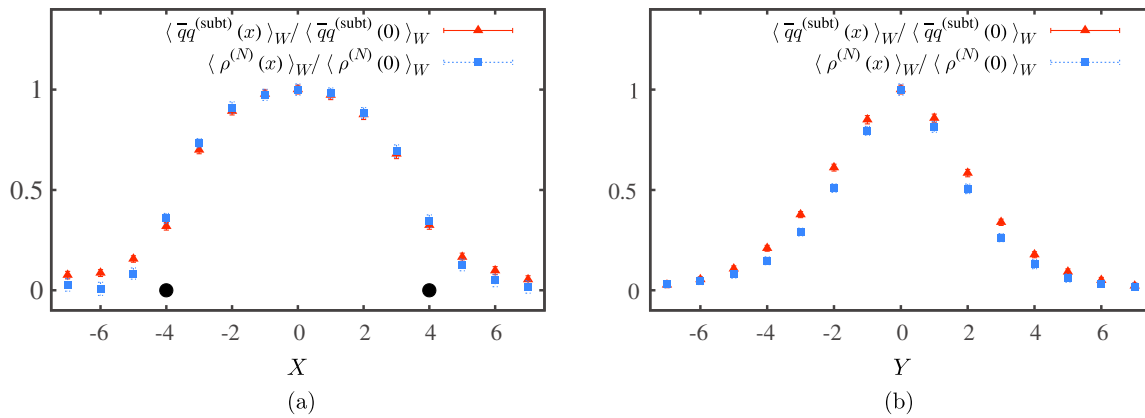 ⟨ q̅q^(subt) (x) ⟩_W / ⟨ q̅q^(subt) (0) ⟩_W
⟨ ρ^(N) (x) ⟩_W / ⟨ ρ^(N) (0) ⟩_W
1
0.5
0
-6 -4 -2 0 2 4 6
X
(a)
⟨ q̅q^(subt) (x) ⟩_W / ⟨ q̅q^(subt) (0) ⟩_W
⟨ ρ^(N) (x) ⟩_W / ⟨ ρ^(N) (0) ⟩_W
1
0.5
0
-6 -4 -2 0 2 4 6
Y
(b)